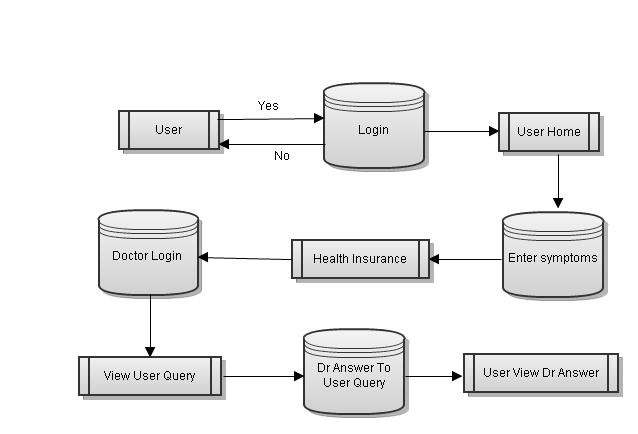 Yes
User
Login
User Home
No
Doctor Login
Health Insurance
Enter symptoms
View User Query
Dr Answer To
User Query
User View Dr Answer